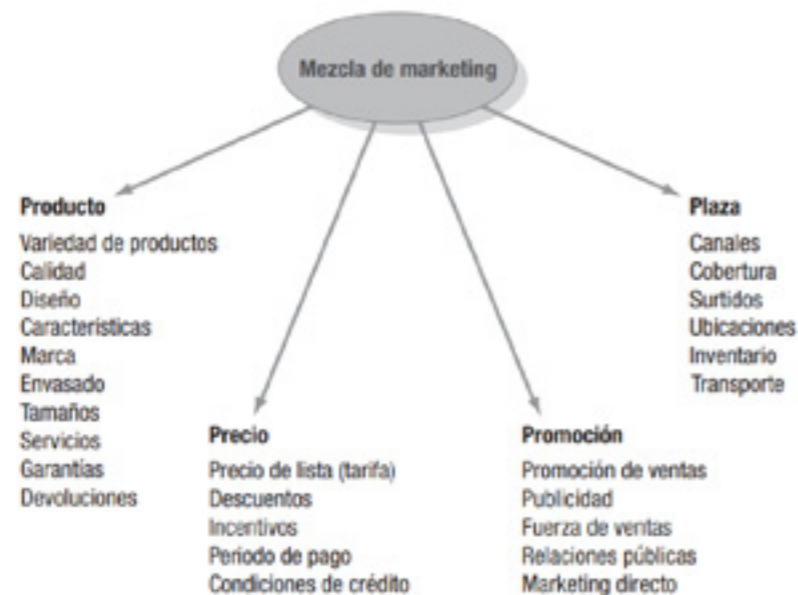 Mezcla de marketing
Producto
Variedad de productos
Calidad
Diseño
Características
Marca
Envasado
Tamaños
Servicios
Garantías
Devoluciones
Precio
Precio de lista (tarifa)
Descuentos
Incentivos
Periodo de pago
Condiciones de crédito
Promoción
Promoción de ventas
Publicidad
Fuerza de ventas
Relaciones públicas
Marketing directo
Plaza
Canales
Cobertura
Surtidos
Ubicaciones
Inventario
Transporte